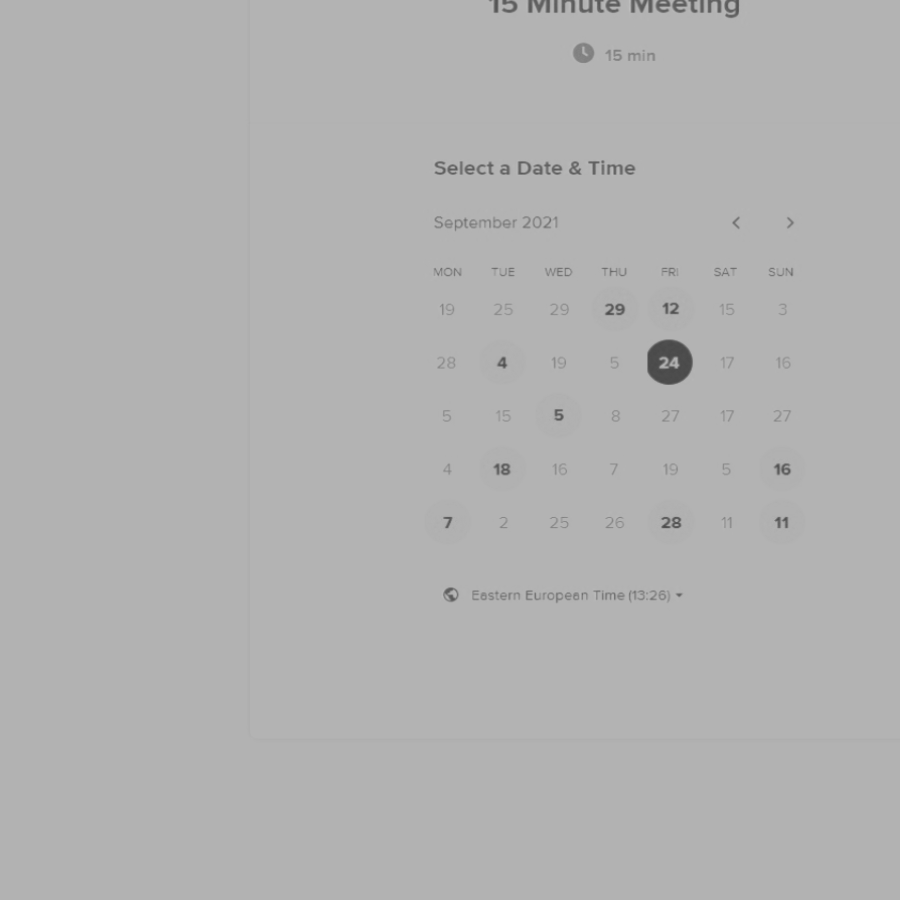 15 Minute Meeting
15 min
Select a Date & Time
September 2021
MON TUE WED THU FRI SAT SUN
19 25 29 29 12 15 3
28 4 19 5 24 17 16
5 15 5 8 27 17 27
4 18 16 7 19 5 16
7 2 25 26 28 11 11
Eastern European Time (13:26)